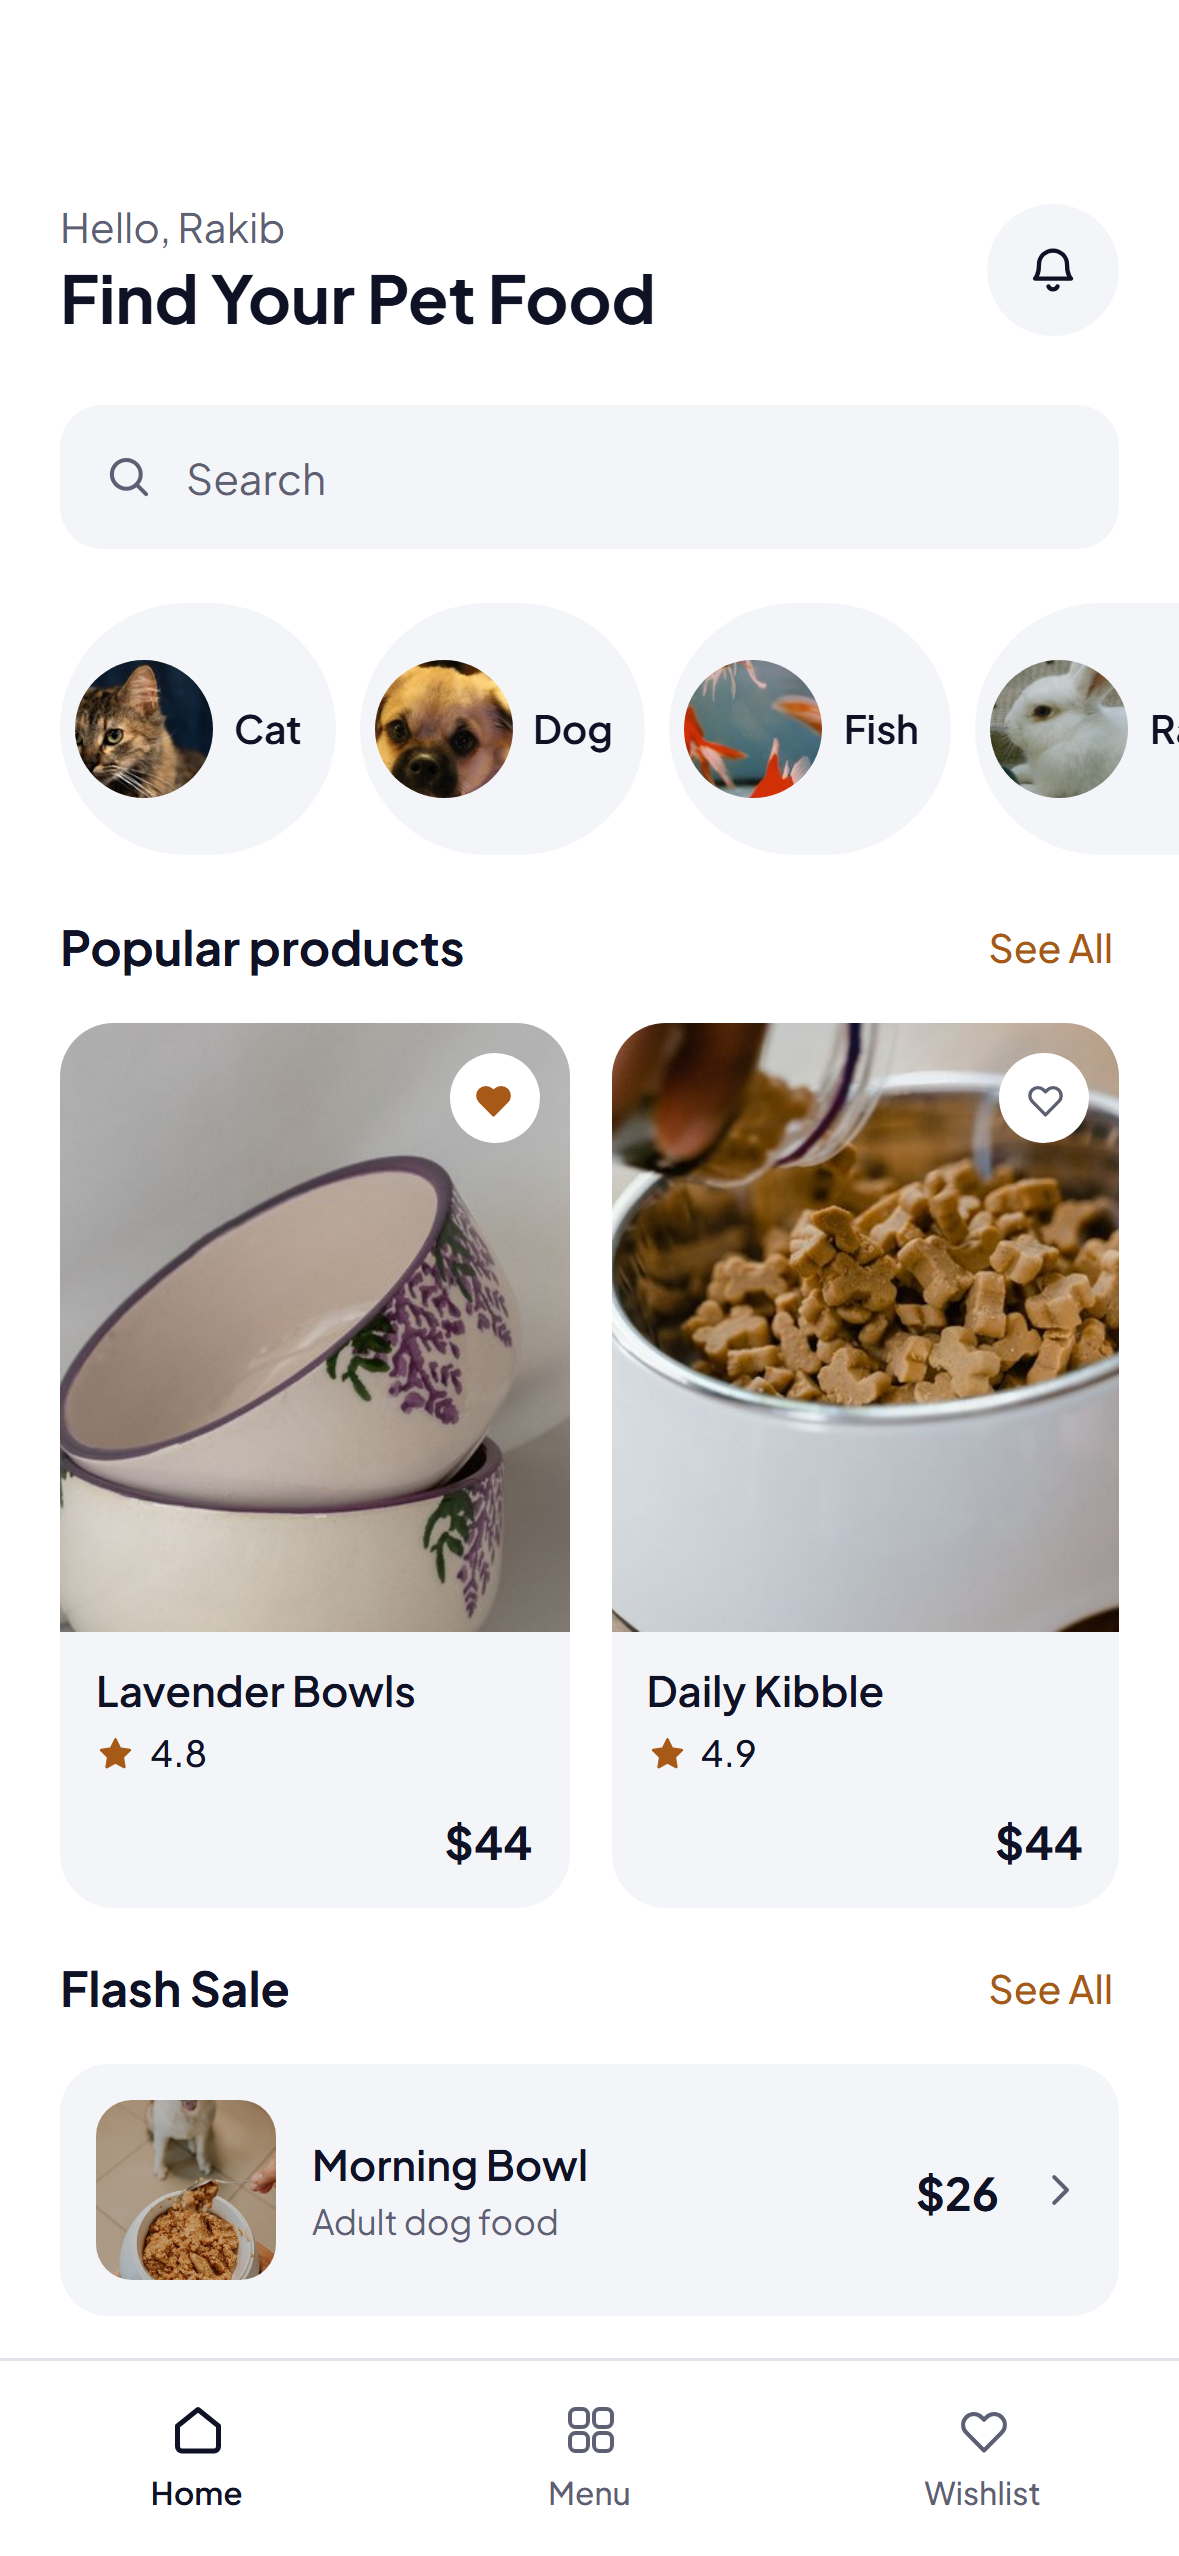 Hello, Rakib
Find Your Pet Food
Search
Cat
Dog
Fish
Popular products
See All
Lavender Bowls
4.8
$44
Daily Kibble
4.9
$44
Flash Sale
See All
Morning Bowl
Adult dog food
$26
Home
Menu
Wishlist